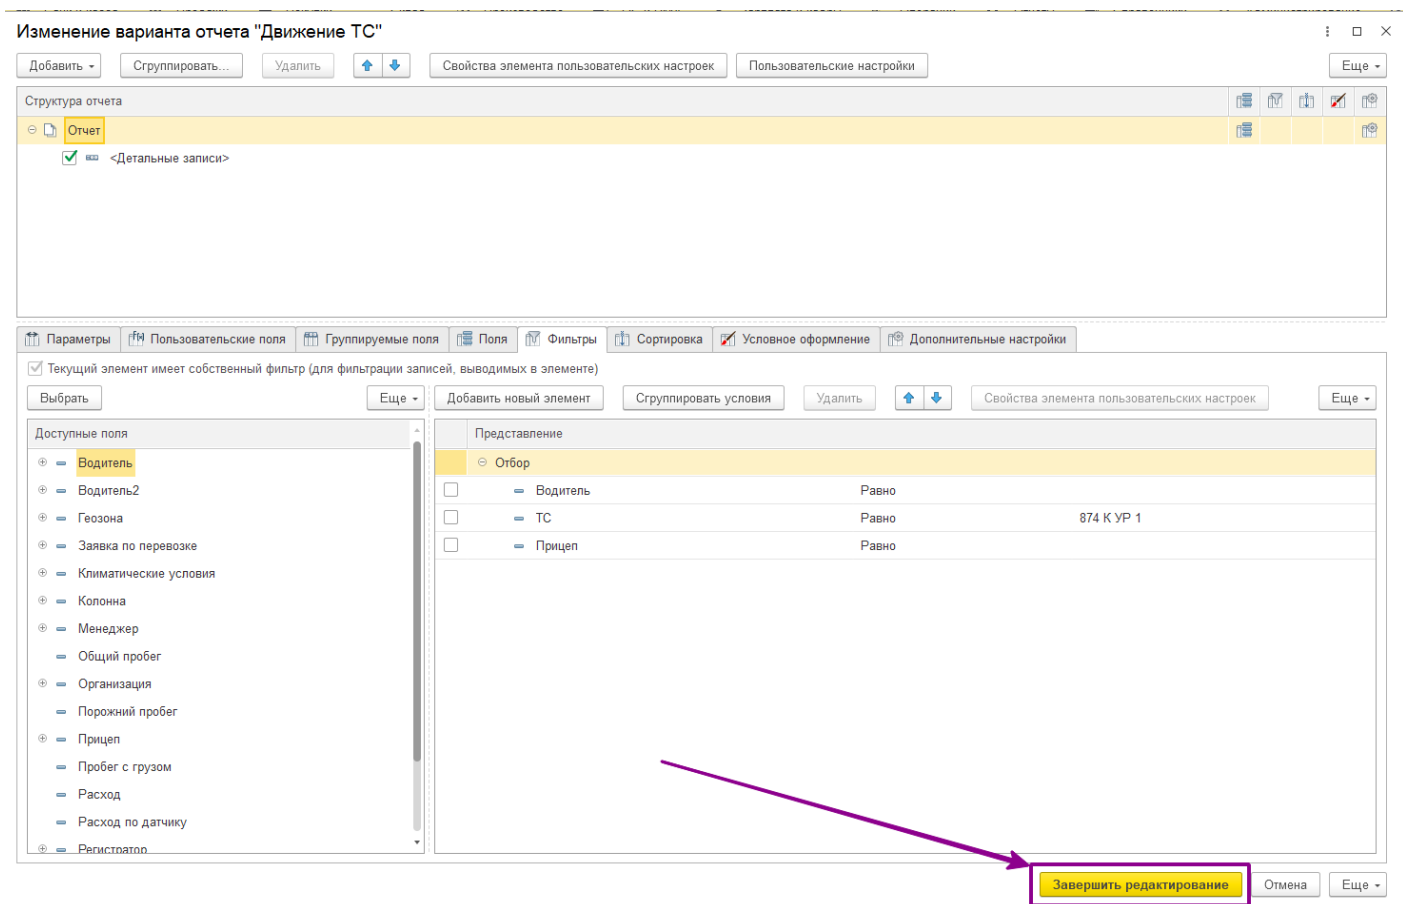 Изменение варианта отчета "Движение ТС"
Добавить Сгруппировать... Удалить Свойства элемента пользовательских настроек Пользовательские настройки Еще
Структура отчета
Отчет
<Детальные записи>
Параметры Пользовательские поля Группируемые поля Поля Фильтры Сортировка Условное оформление Дополнительные настройки
Текущий элемент имеет собственный фильтр (для фильтрации записей, выводимых в элементе)
Выбрать Еще Добавить новый элемент Сгруппировать условия Удалить Свойства элемента пользовательских настроек Еще
Доступные поля Представление
Водитель Отбор
Водитель2 Водитель Равно
Геозона ТС Равно 874 К УР 1
Заявка по перевозке Прицеп Равно
Климатические условия
Колонна
Менеджер
Общий пробег
Организация
Порожний пробег
Прицеп
Пробег с грузом
Расход
Расход по датчику
Регистратор
Завершить редактирование Отмена Еще